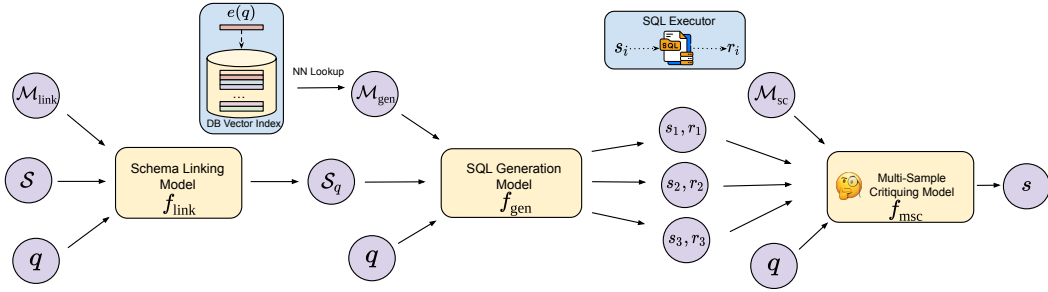 e(q)
...
DB Vector Index
NN Lookup
SQL Executor
s_i
SQL
r_i
M_link
S
q
Schema Linking
Model
f_link
S_q
M_gen
q
SQL Generation
Model
f_gen
s_1, r_1
s_2, r_2
s_3, r_3
M_sc
q
Multi-Sample
Critiquing Model
f_msc
s